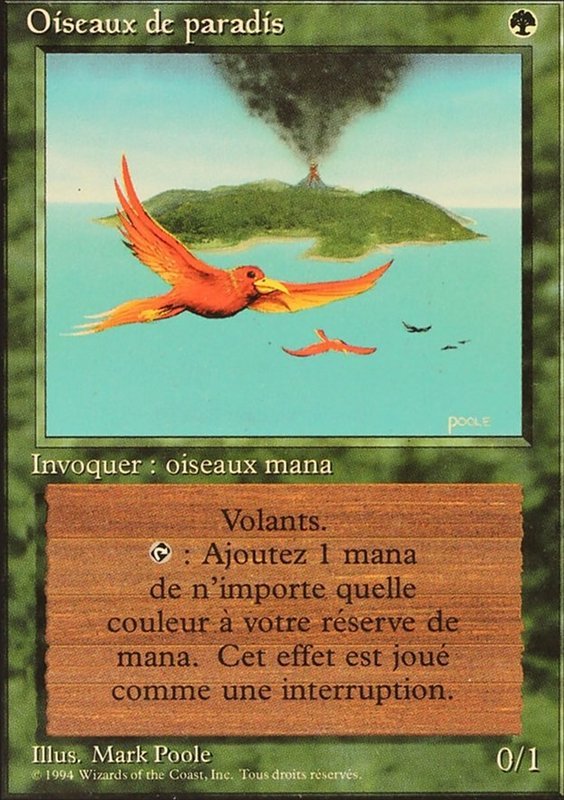 Oiseaux de paradis
POOLE
Invoquer : oiseaux mana
Volants.
: Ajoutez 1 mana
de n'importe quelle
couleur à votre réserve de
mana. Cet effet est joué
comme une interruption.
Illus. Mark Poole
0/1
© 1994 Wizards of the Coast, Inc. Tous droits réservés.